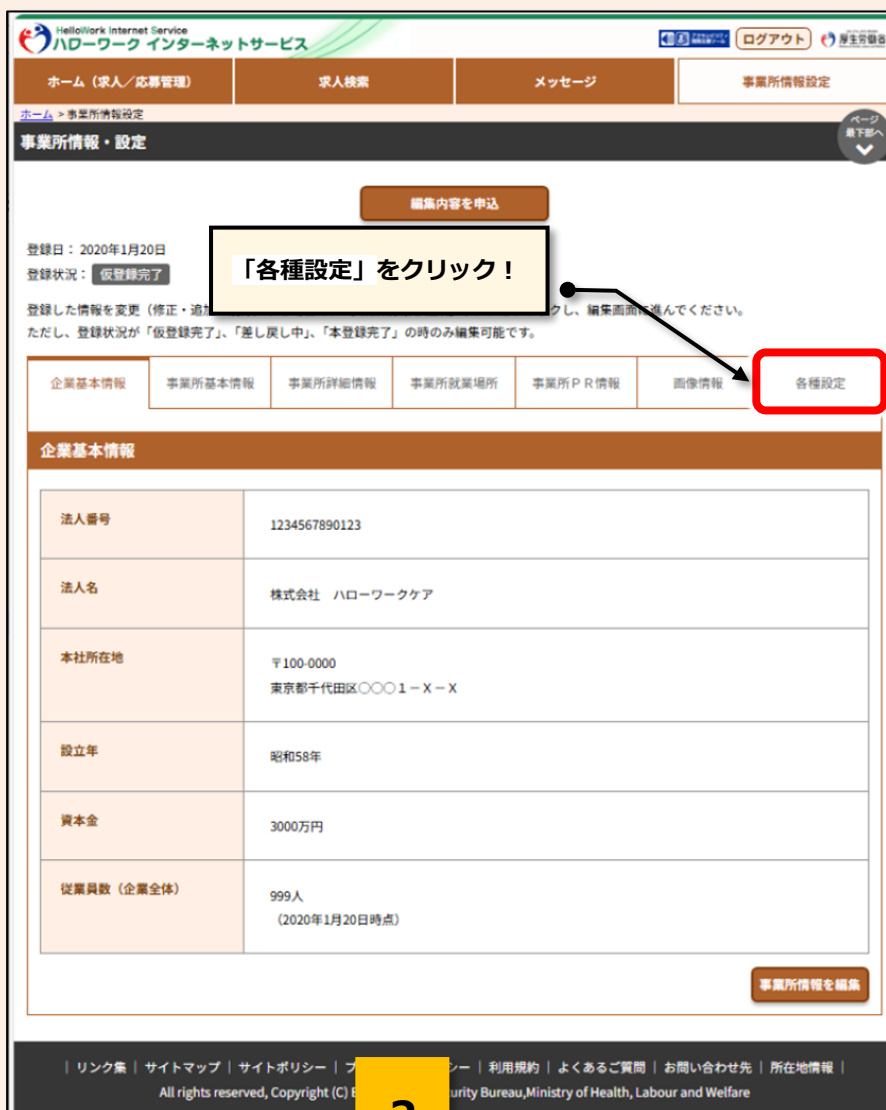 HelloWork Internet Service
ハローワーク インターネットサービス
ログアウト
厚生労働省
ホーム（求人／応募管理）
求人検索
メッセージ
事業所情報設定
ホーム > 事業所情報設定
事業所情報・設定
ページ
最下部へ
編集内容を申込
登録日： 2020年1月20日
登録状況： 仮登録完了
「各種設定」をクリック！
登録した情報を変更（修正・追加
クし、編集画面に進んでください。
ただし、登録状況が「仮登録完了」、「差し戻し中」、「本登録完了」の時のみ編集可能です。
企業基本情報
事業所基本情報
事業所詳細情報
事業所就業場所
事業所ＰＲ情報
画像情報
各種設定
企業基本情報
法人番号
1234567890123
法人名
株式会社　ハローワークケア
本社所在地
〒100-0000
東京都千代田区〇〇〇１－Ｘ－Ｘ
設立年
昭和58年
資本金
3000万円
従業員数（企業全体）
999人
（2020年1月20日時点）
事業所情報を編集
| リンク集 | サイトマップ | サイトポリシー |
シー | 利用規約 | よくあるご質問 | お問い合わせ先 | 所在地情報 |
All rights reserved, Copyright (C)
urity Bureau,Ministry of Health, Labour and Welfare